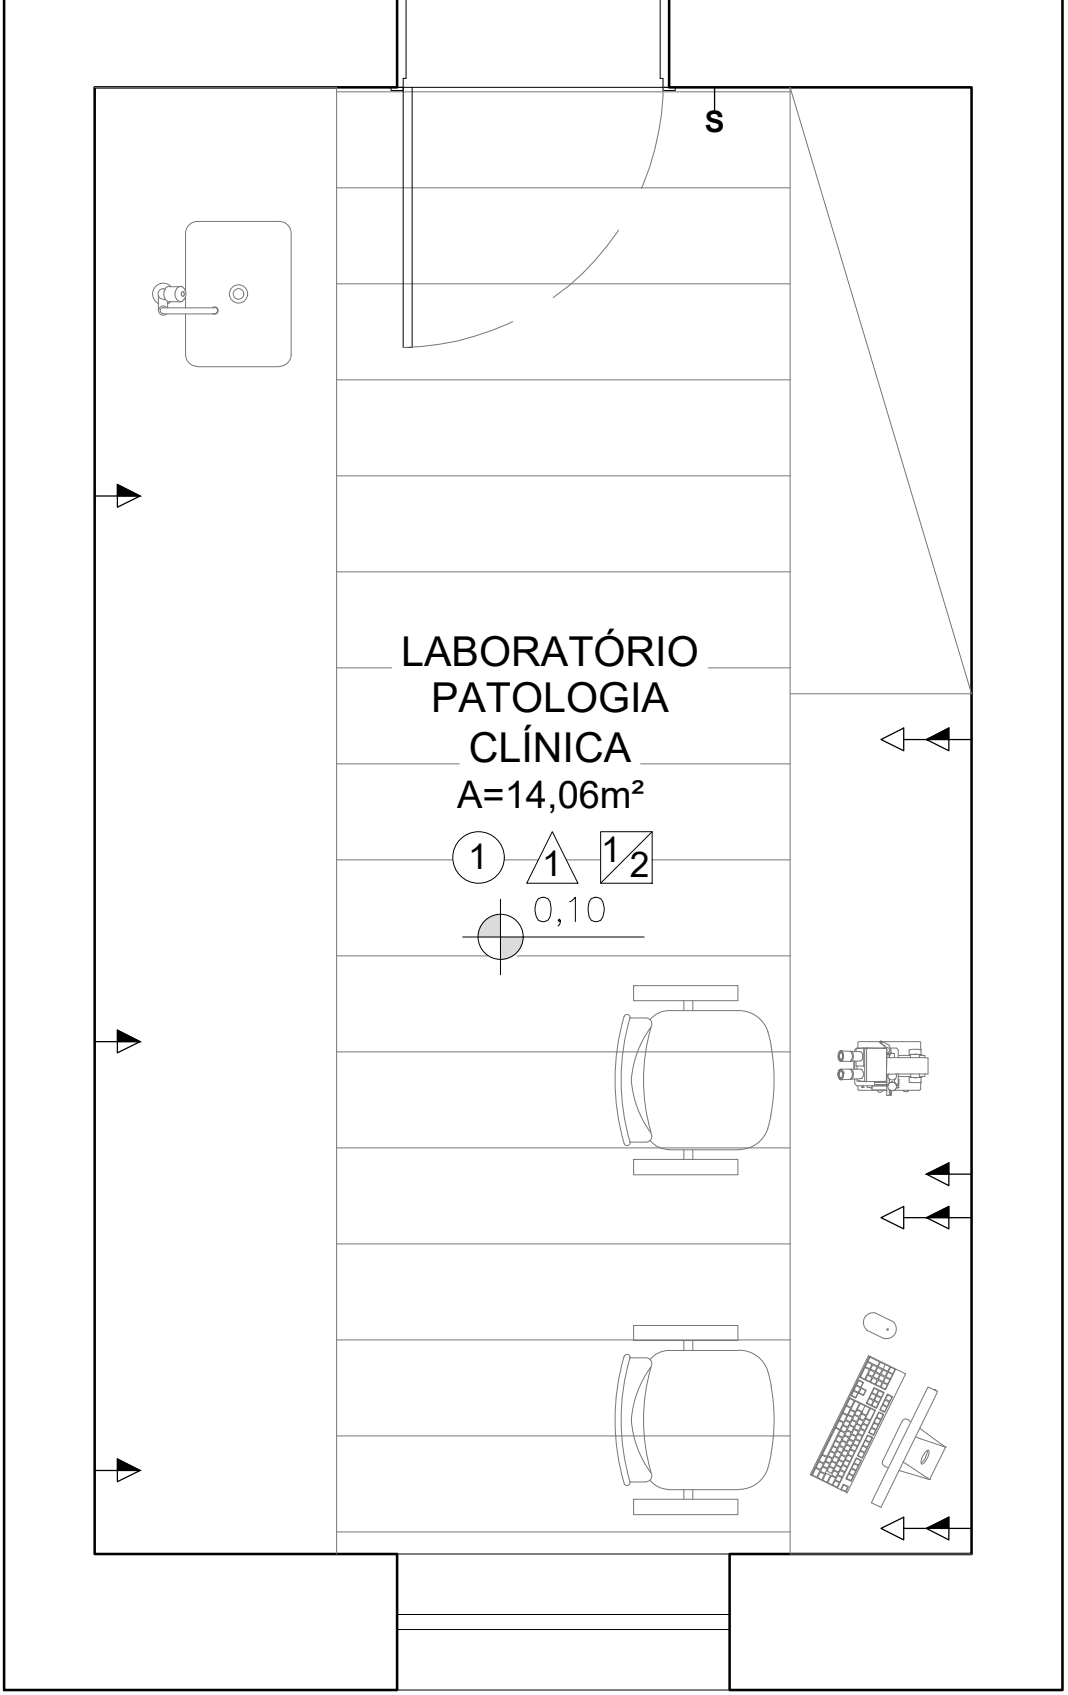 S
LABORATÓRIO
PATOLOGIA
CLÍNICA
A=14,06m²
1 1 1/2
0,10